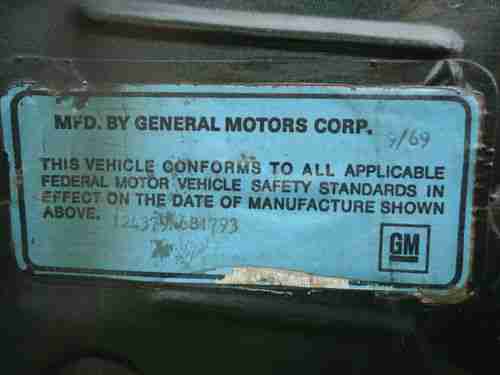 MFD. BY GENERAL MOTORS CORP. 9/69
THIS VEHICLE CONFORMS TO ALL APPLICABLE
FEDERAL MOTOR VEHICLE SAFETY STANDARDS IN
EFFECT ON THE DATE OF MANUFACTURE SHOWN
ABOVE.
GM